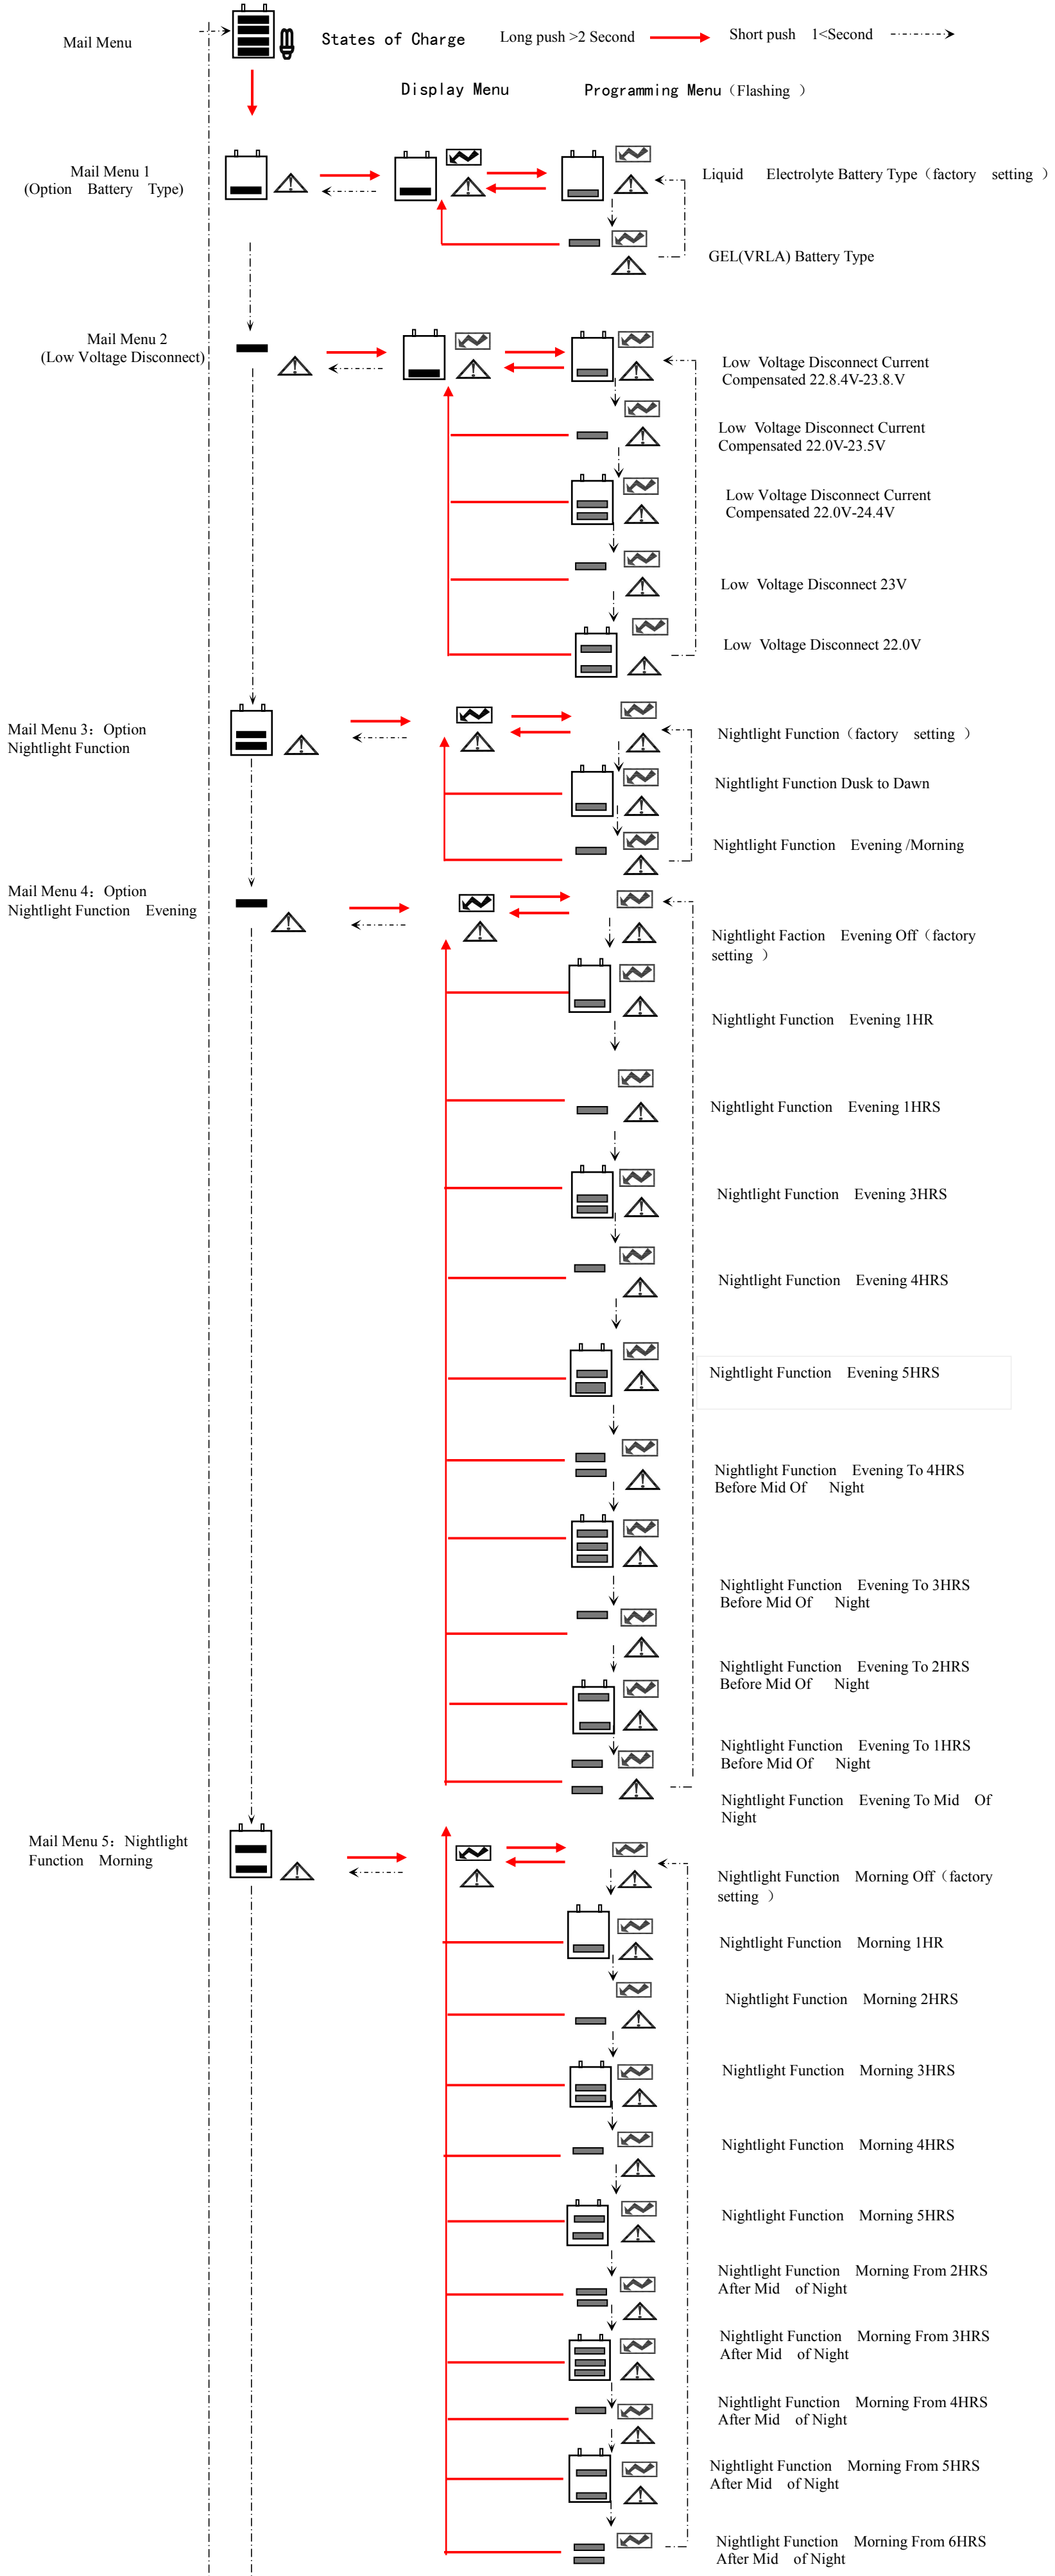 Mail Menu
States of Charge
Long push >2 Second
Short push 1<Second
Display Menu
Programming Menu（Flashing ）
Mail Menu 1
(Option Battery Type)
Liquid Electrolyte Battery Type（factory setting ）
GEL(VRLA) Battery Type
Mail Menu 2
(Low Voltage Disconnect)
Low Voltage Disconnect Current
Compensated 22.8.4V-23.8.V
Low Voltage Disconnect Current
Compensated 22.0V-23.5V
Low Voltage Disconnect Current
Compensated 22.0V-24.4V
Low Voltage Disconnect 23V
Low Voltage Disconnect 22.0V
Mail Menu 3：Option
Nightlight Function
Nightlight Function（factory setting ）
Nightlight Function Dusk to Dawn
Nightlight Function Evening /Morning
Mail Menu 4：Option
Nightlight Function Evening
Nightlight Faction Evening Off（factory
setting ）
Nightlight Function Evening 1HR
Nightlight Function Evening 1HRS
Nightlight Function Evening 3HRS
Nightlight Function Evening 4HRS
Nightlight Function Evening 5HRS
Nightlight Function Evening To 4HRS
Before Mid Of Night
Nightlight Function Evening To 3HRS
Before Mid Of Night
Nightlight Function Evening To 2HRS
Before Mid Of Night
Nightlight Function Evening To 1HRS
Before Mid Of Night
Nightlight Function Evening To Mid Of
Night
Mail Menu 5：Nightlight
Function Morning
Nightlight Function Morning Off（factory
setting ）
Nightlight Function Morning 1HR
Nightlight Function Morning 2HRS
Nightlight Function Morning 3HRS
Nightlight Function Morning 4HRS
Nightlight Function Morning 5HRS
Nightlight Function Morning From 2HRS
After Mid of Night
Nightlight Function Morning From 3HRS
After Mid of Night
Nightlight Function Morning From 4HRS
After Mid of Night
Nightlight Function Morning From 5HRS
After Mid of Night
Nightlight Function Morning From 6HRS
After Mid of Night